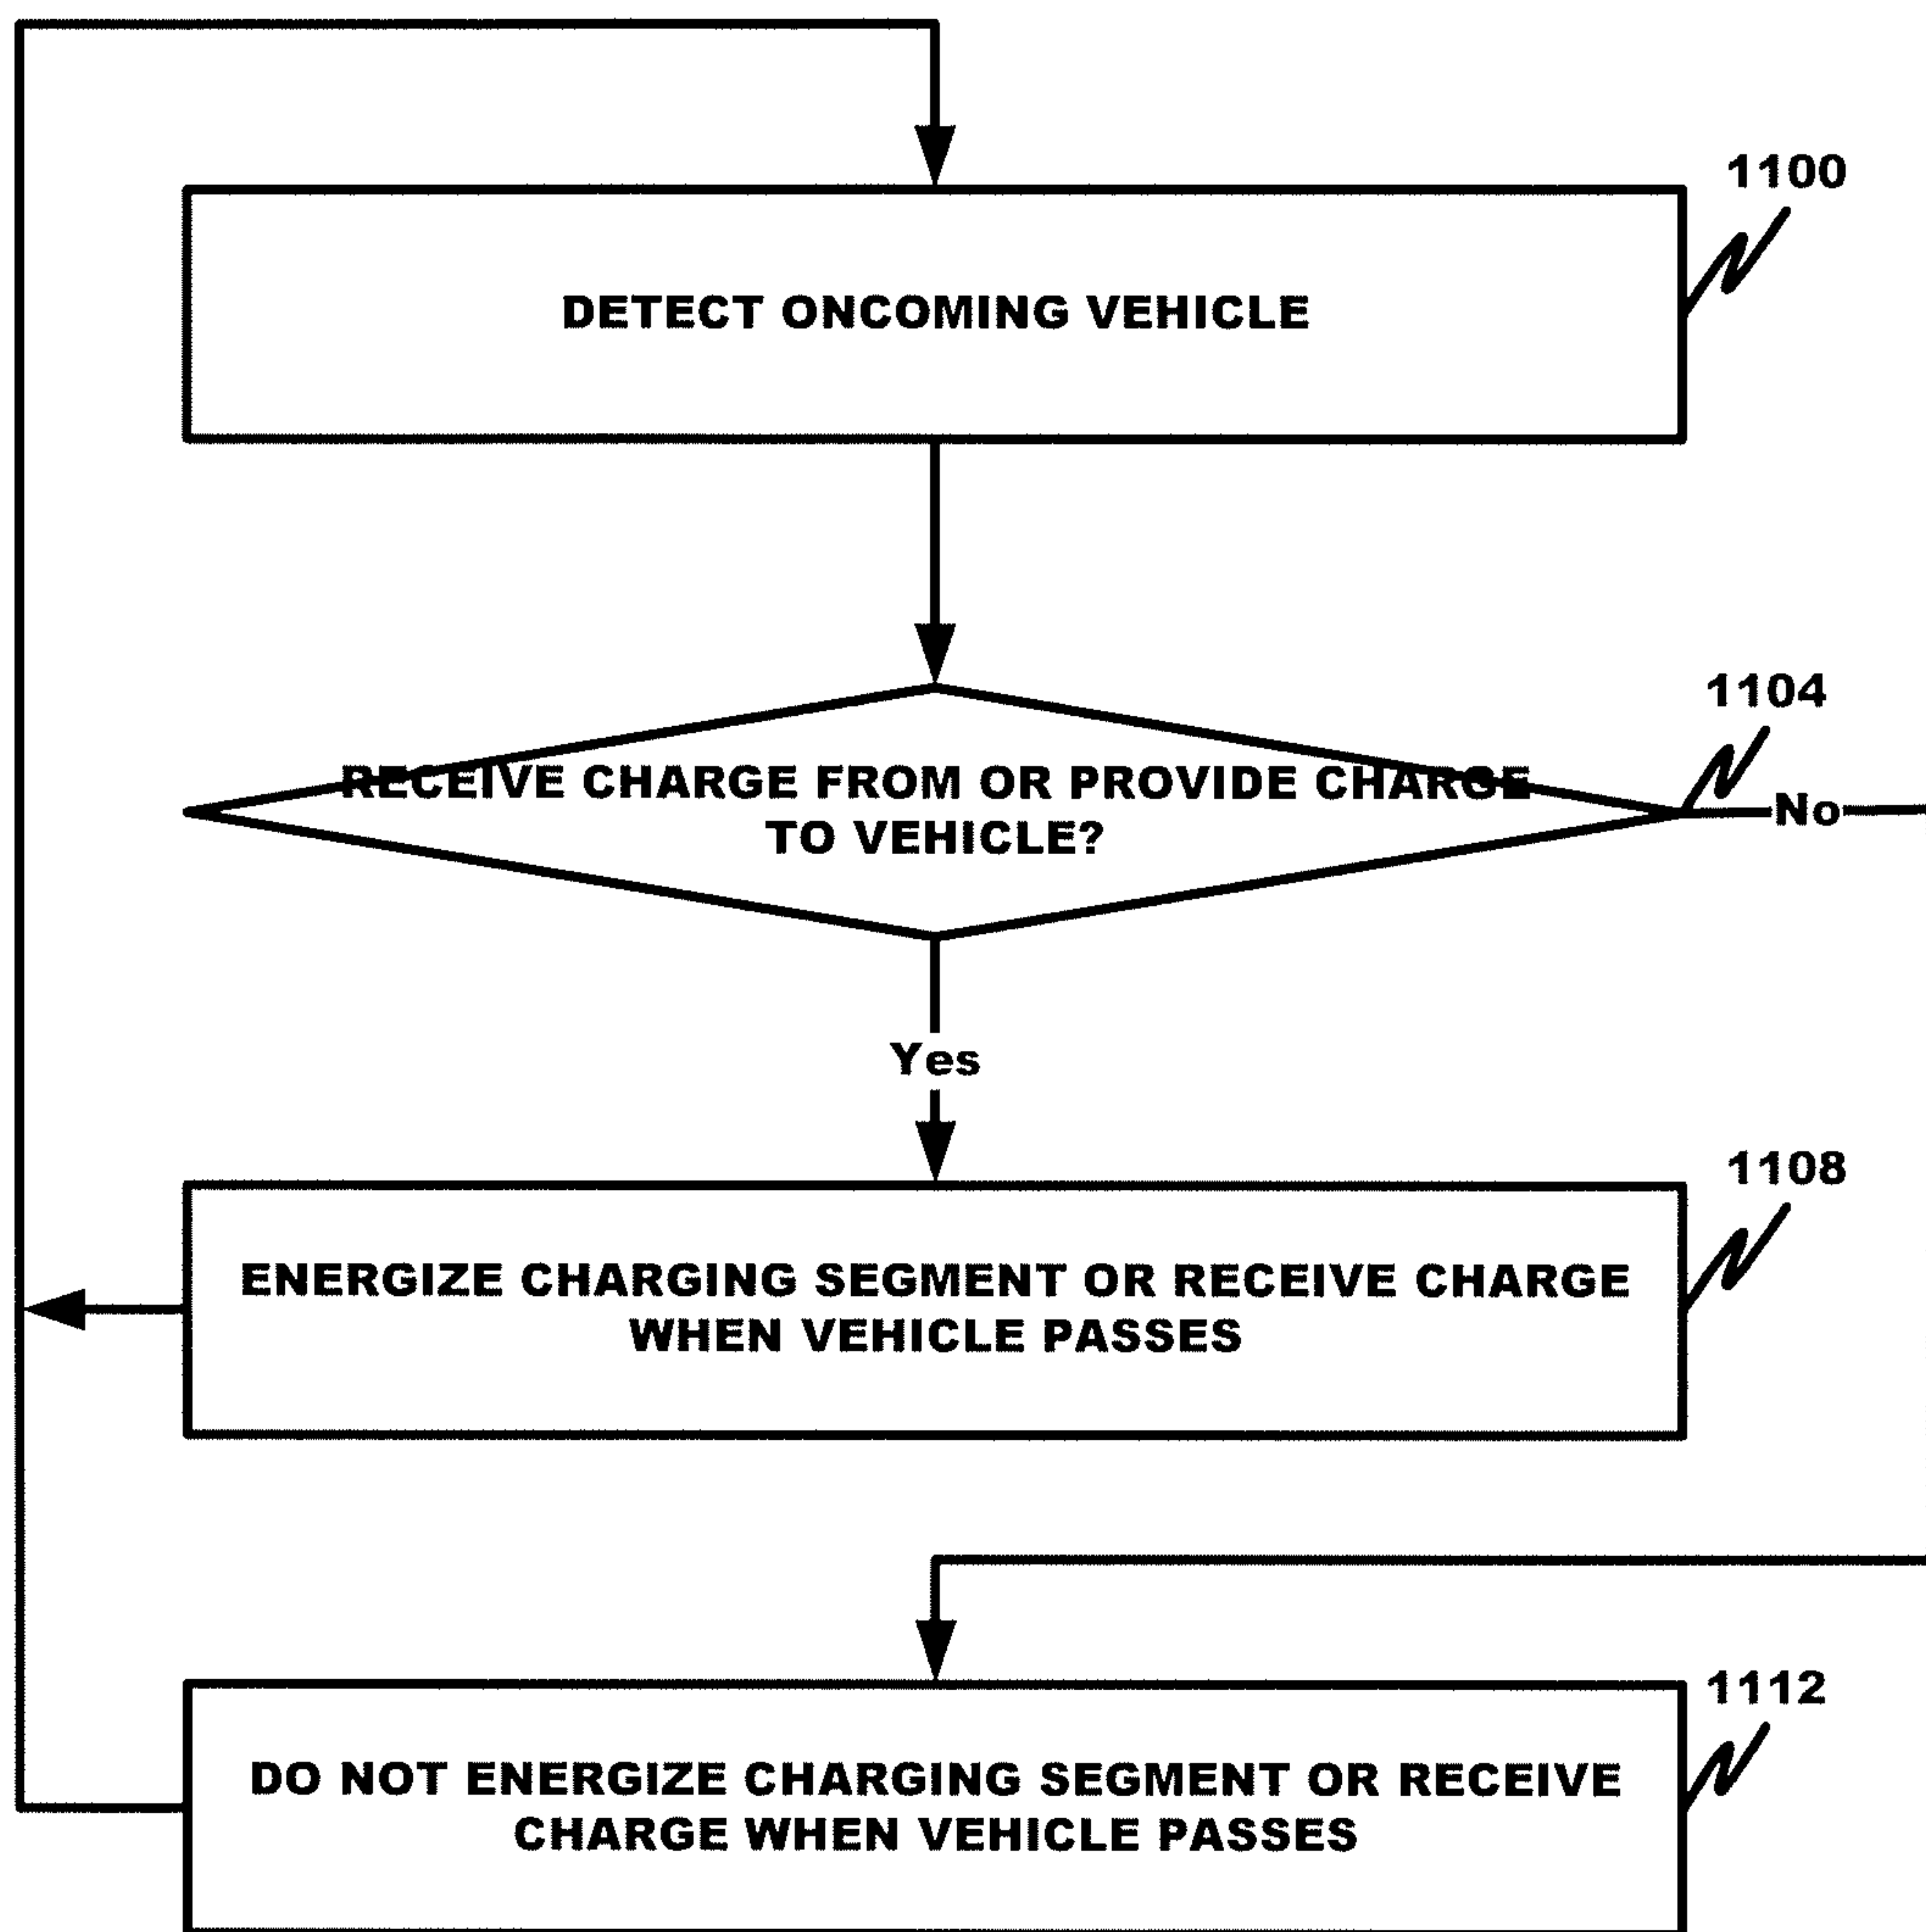 1100
DETECT ONCOMING VEHICLE
1104
RECEIVE CHARGE FROM OR PROVIDE CHARGE
TO VEHICLE?
No
Yes
1108
ENERGIZE CHARGING SEGMENT OR RECEIVE CHARGE
WHEN VEHICLE PASSES
1112
DO NOT ENERGIZE CHARGING SEGMENT OR RECEIVE
CHARGE WHEN VEHICLE PASSES